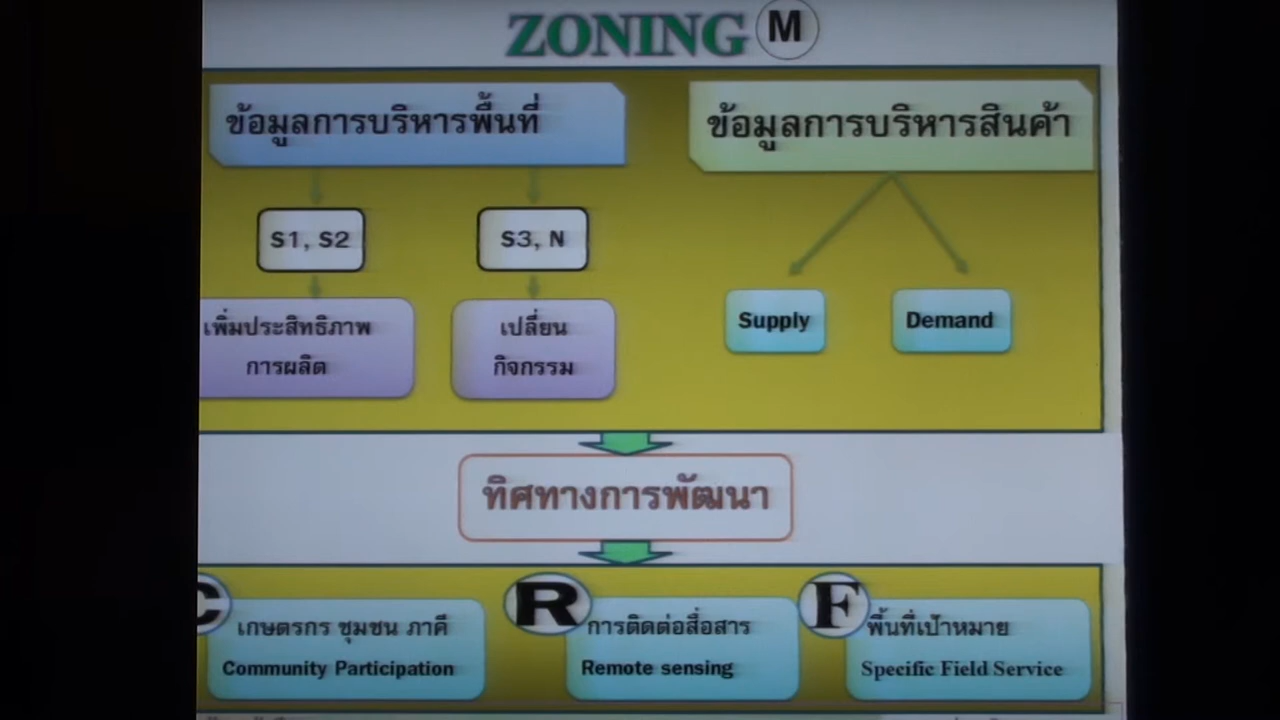 ZONING M
ข้อมูลการบริหารพื้นที่
ข้อมูลการบริหารสินค้า
S1, S2
S3, N
Supply
Demand
เพิ่มประสิทธิภาพ
การผลิต
เปลี่ยน
กิจกรรม
ทิศทางการพัฒนา
C
เกษตรกร ชุมชน ภาคี
Community Participation
R
การติดต่อสื่อสาร
Remote sensing
F
พื้นที่เป้าหมาย
Specific Field Service